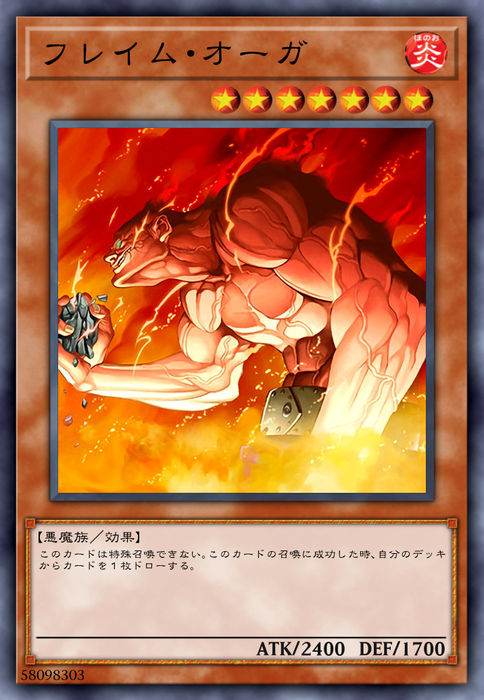 フレイム・オーガ
ほのお
炎
【悪魔族／効果】
このカードは特殊召喚できない。このカードの召喚に成功した時、自分のデッキ
からカードを１枚ドローする。
ATK/2400 DEF/1700
58098303